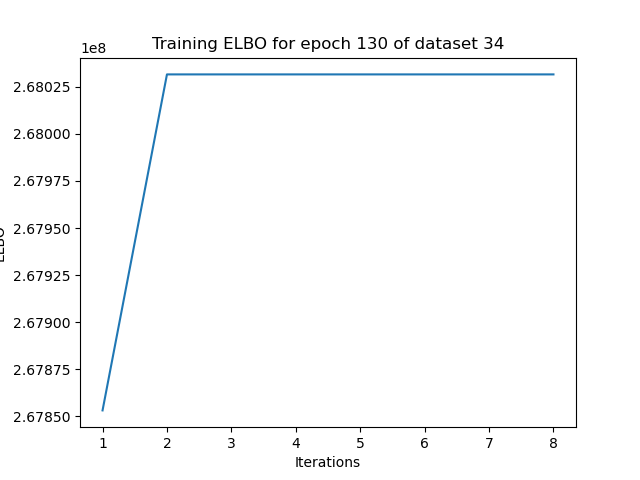 Training ELBO for epoch 130 of dataset 34
1e8
2.68025
2.68000
2.67975
2.67950
2.67925
2.67900
2.67875
2.67850
ELBO
1 2 3 4 5 6 7 8
Iterations